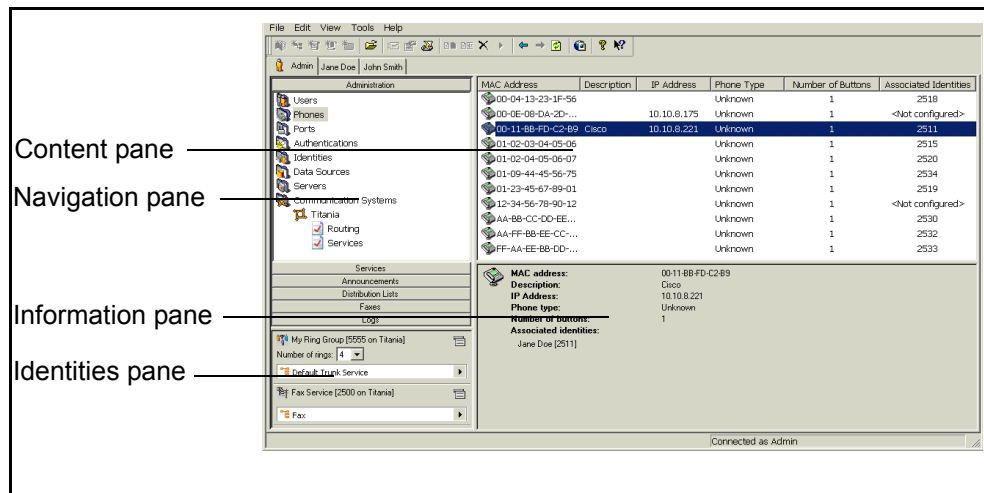 File Edit View Tools Help
Admin Jane Doe John Smith
Administration
Users
Phones
Ports
Authentications
Identities
Data Sources
Servers
Communication Systems
Titania
Routing
Services
Services
Announcements
Distribution Lists
Faxes
Logs
My Ring Group [5555 on Titania]
Number of rings: 4
Default Trunk Service
Fax Service [2500 on Titania]
Fax
MAC Address Description IP Address Phone Type Number of Buttons Associated Identities
00-04-13-23-1F-56 Unknown 1 2518
00-0E-08-DA-2D-... 10.10.8.175 Unknown 1 <Not configured>
00-11-BB-FD-C2-B9 Cisco 10.10.8.221 Unknown 1 2511
01-02-03-04-05-06 Unknown 1 2515
01-02-04-05-06-07 Unknown 1 2520
01-09-44-45-56-75 Unknown 1 2534
01-23-45-67-89-01 Unknown 1 2519
12-34-56-78-90-12 Unknown 1 <Not configured>
AA-BB-CC-DD-EE... Unknown 1 2530
AA-FF-BB-EE-CC-... Unknown 1 2532
FF-AA-EE-BB-DD-... Unknown 1 2533
MAC address: 00-11-BB-FD-C2-B9
Description: Cisco
IP Address: 10.10.8.221
Phone type: Unknown
Number of buttons: 1
Associated identities:
Jane Doe [2511]
Connected as Admin
Content pane
Navigation pane
Information pane
Identities pane